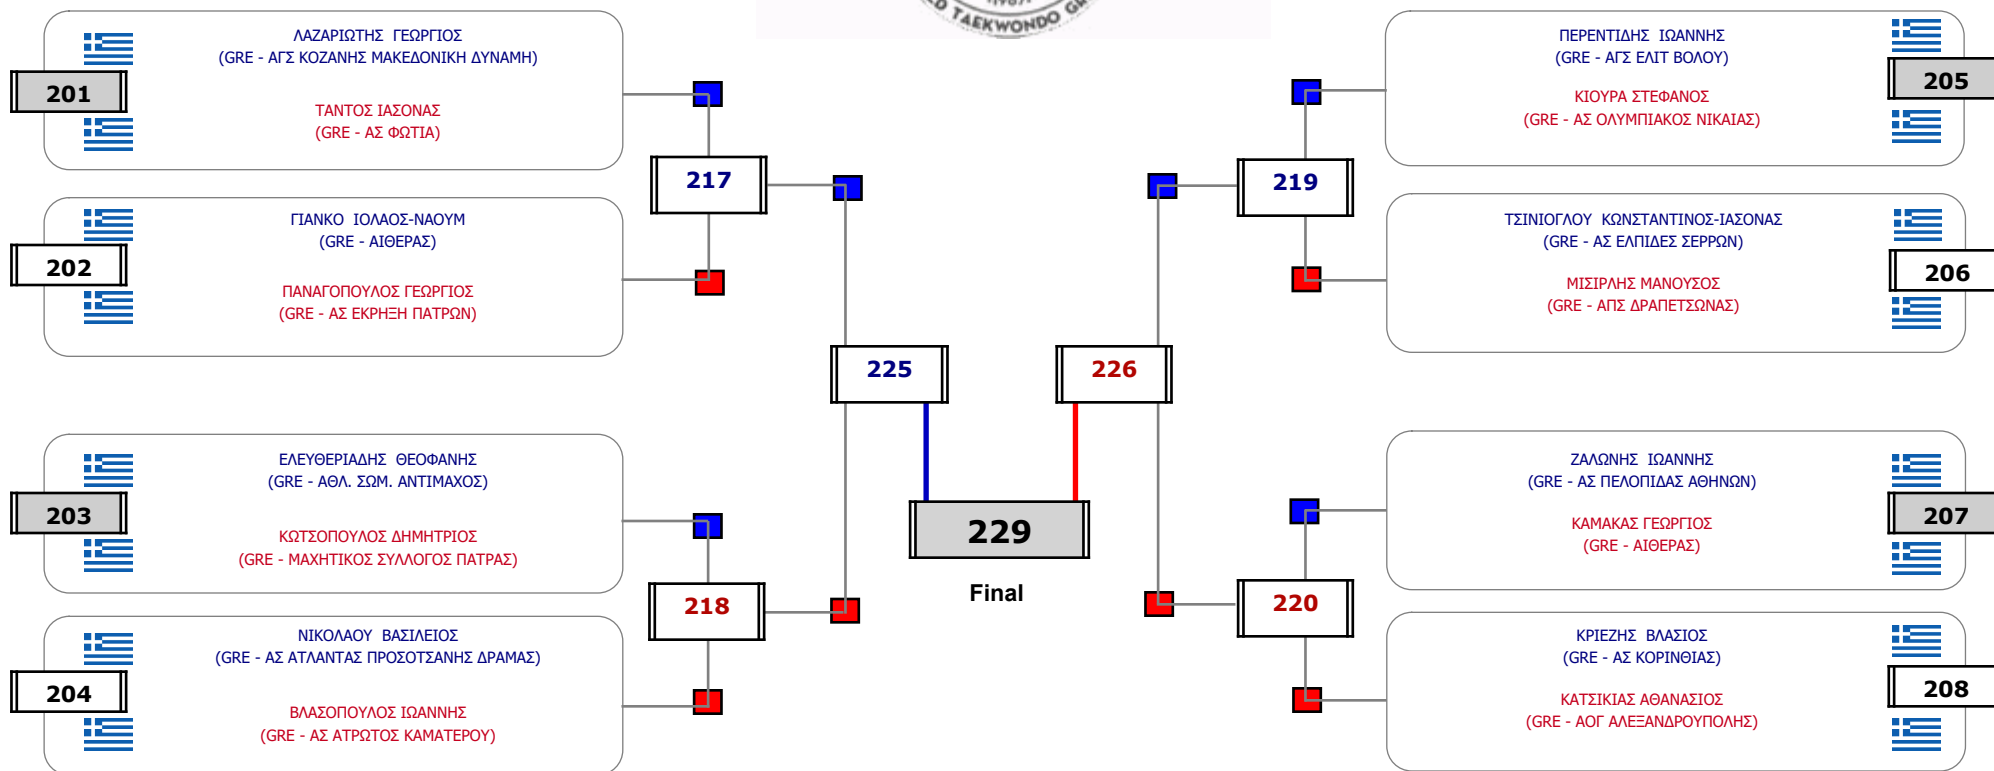 (1987)
ED TAEKWONDO GR
ΛΑΖΑΡΙΩΤΗΣ ΓΕΩΡΓΙΟΣ
(GRE - ΑΓΣ ΚΟΖΑΝΗΣ ΜΑΚΕΔΟΝΙΚΗ ΔΥΝΑΜΗ)
201
ΤΑΝΤΟΣ ΙΑΣΟΝΑΣ
(GRE - ΑΣ ΦΩΤΙΑ)
217
ΓΙΑΝΚΟ ΙΟΛΑΟΣ-ΝΑΟΥΜ
(GRE - ΑΙΘΕΡΑΣ)
202
ΠΑΝΑΓΟΠΟΥΛΟΣ ΓΕΩΡΓΙΟΣ
(GRE - ΑΣ ΕΚΡΗΞΗ ΠΑΤΡΩΝ)
225
ΕΛΕΥΘΕΡΙΑΔΗΣ ΘΕΟΦΑΝΗΣ
(GRE - ΑΘΛ. ΣΩΜ. ΑΝΤΙΜΑΧΟΣ)
203
ΚΩΤΣΟΠΟΥΛΟΣ ΔΗΜΗΤΡΙΟΣ
(GRE - ΜΑΧΗΤΙΚΟΣ ΣΥΛΛΟΓΟΣ ΠΑΤΡΑΣ)
218
ΝΙΚΟΛΑΟΥ ΒΑΣΙΛΕΙΟΣ
(GRE - ΑΣ ΑΤΛΑΝΤΑΣ ΠΡΟΣΟΤΣΑΝΗΣ ΔΡΑΜΑΣ)
204
ΒΛΑΣΟΠΟΥΛΟΣ ΙΩΑΝΝΗΣ
(GRE - ΑΣ ΑΤΡΩΤΟΣ ΚΑΜΑΤΕΡΟΥ)
229
Final
ΠΕΡΕΝΤΙΔΗΣ ΙΩΑΝΝΗΣ
(GRE - ΑΓΣ ΕΛΙΤ ΒΟΛΟΥ)
205
ΚΙΟΥΡΑ ΣΤΕΦΑΝΟΣ
(GRE - ΑΣ ΟΛΥΜΠΙΑΚΟΣ ΝΙΚΑΙΑΣ)
219
ΤΣΙΝΙΟΓΛΟΥ ΚΩΝΣΤΑΝΤΙΝΟΣ-ΙΑΣΟΝΑΣ
(GRE - ΑΣ ΕΛΠΙΔΕΣ ΣΕΡΡΩΝ)
206
ΜΙΣΙΡΛΗΣ ΜΑΝΟΥΣΟΣ
(GRE - ΑΠΣ ΔΡΑΠΕΤΣΩΝΑΣ)
226
ΖΑΛΩΝΗΣ ΙΩΑΝΝΗΣ
(GRE - ΑΣ ΠΕΛΟΠΙΔΑΣ ΑΘΗΝΩΝ)
207
ΚΑΜΑΚΑΣ ΓΕΩΡΓΙΟΣ
(GRE - ΑΙΘΕΡΑΣ)
220
ΚΡΙΕΖΗΣ ΒΛΑΣΙΟΣ
(GRE - ΑΣ ΚΟΡΙΝΘΙΑΣ)
208
ΚΑΤΣΙΚΙΑΣ ΑΘΑΝΑΣΙΟΣ
(GRE - ΑΟΓ ΑΛΕΞΑΝΔΡΟΥΠΟΛΗΣ)